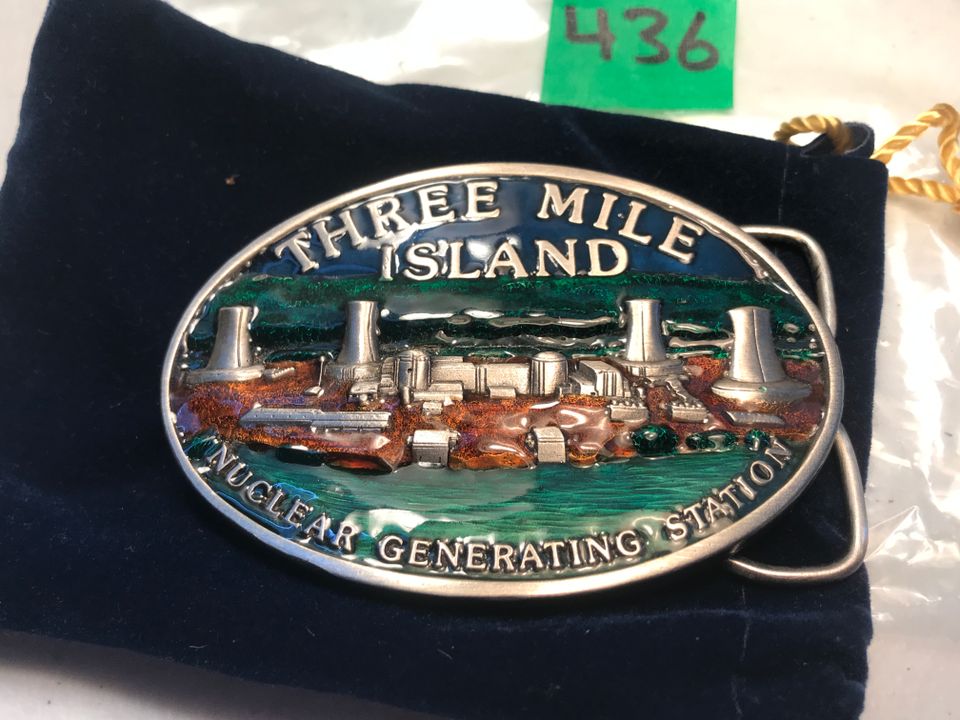 436
THREE MILE
ISLAND
NUCLEAR GENERATING STATION